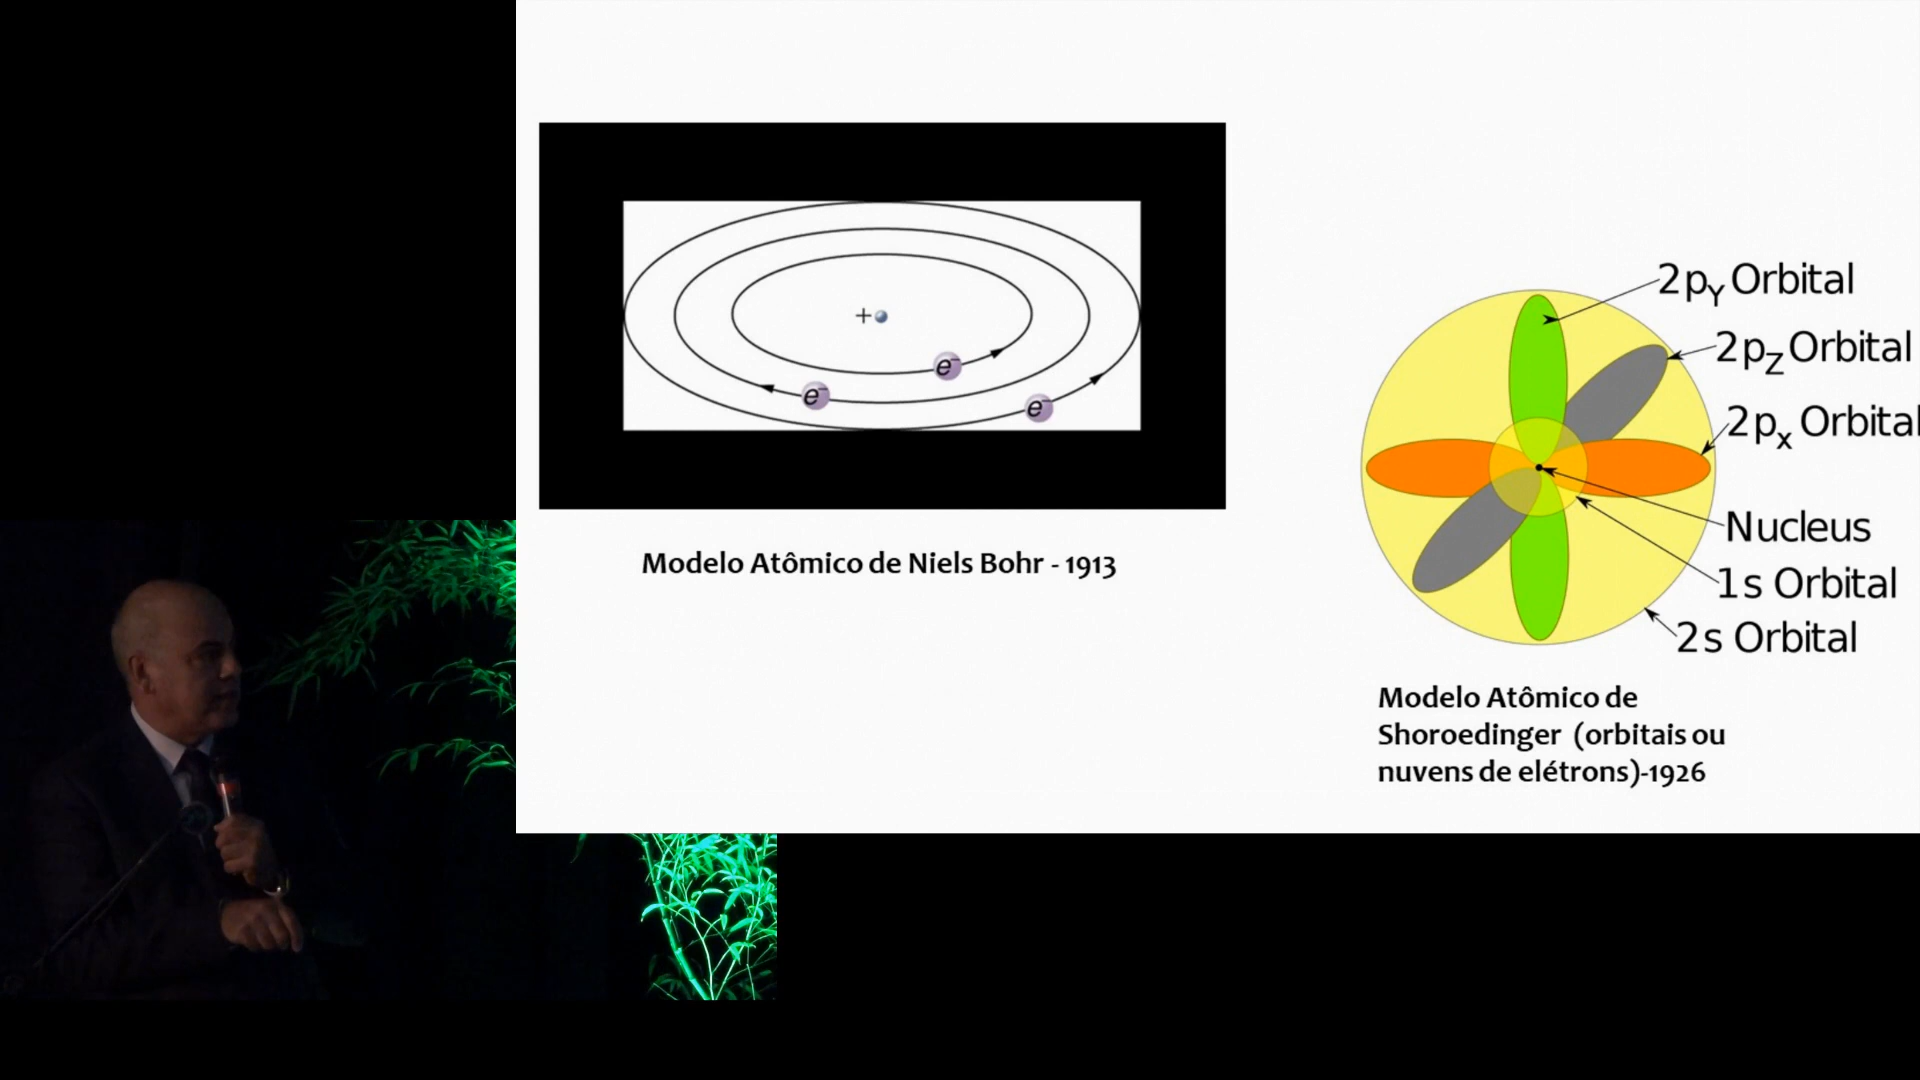 +
e⁻
e⁻
e⁻
Modelo Atômico de Niels Bohr - 1913
2pY Orbital
2pZ Orbital
2px Orbital
Nucleus
1s Orbital
2s Orbital
Modelo Atômico de
Shoroedinger (orbitais ou
nuvens de elétrons)-1926